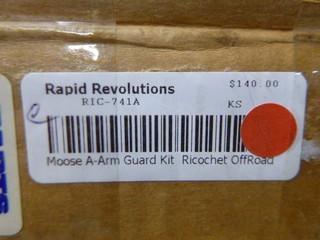 Rapid Revolutions $140.00
RIC-741A KS
Moose A-Arm Guard Kit Ricochet OffRoad